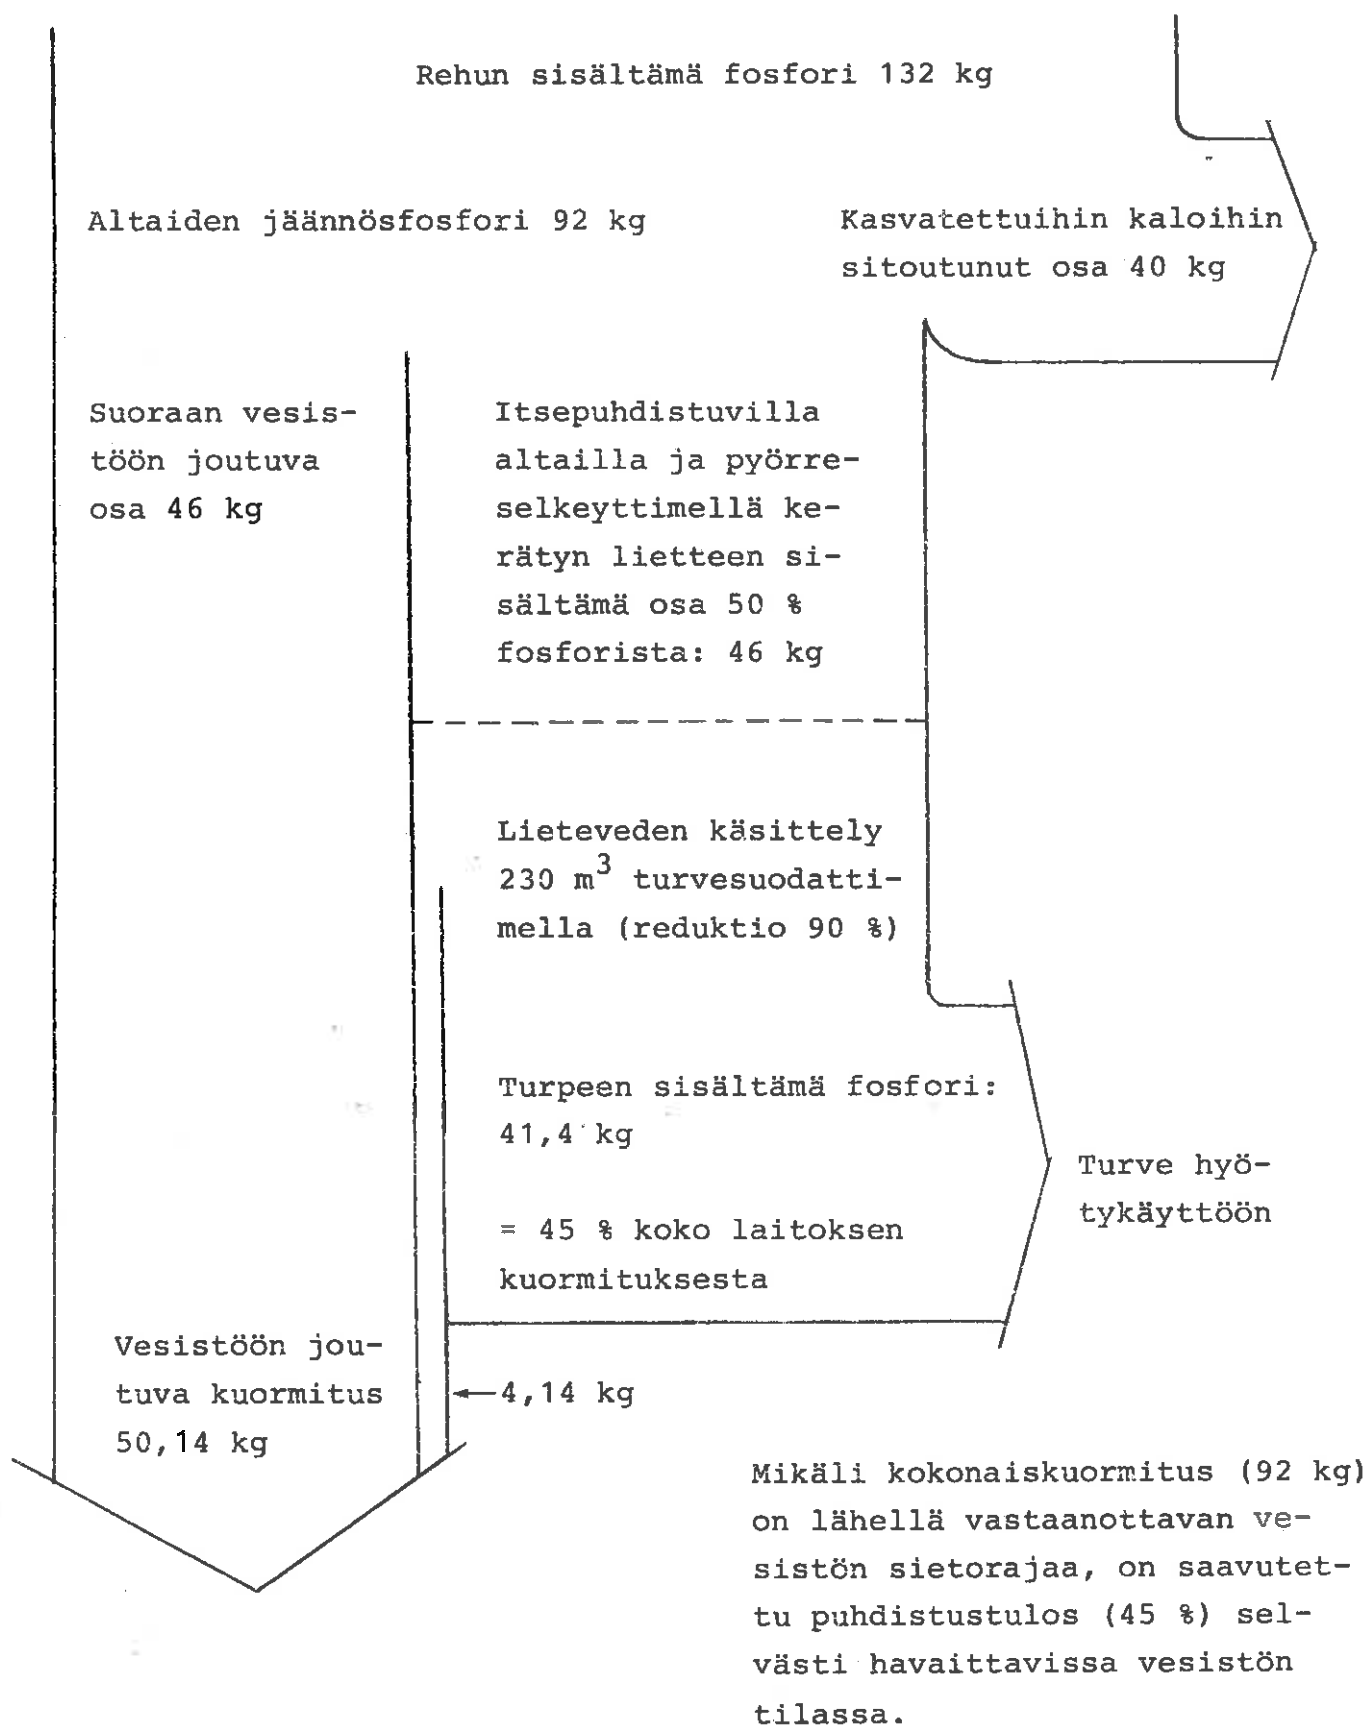 Rehun sisältämä fosfori 132 kg
Altaiden jäännösfosfori 92 kg
Kasvatettuihin kaloihin
sitoutunut osa 40 kg
Suoraan vesis-
töön joutuva
osa 46 kg
Itsepuhdistuvilla
altailla ja pyörre-
selkeyttimellä ke-
rätyn lietteen si-
sältämä osa 50 %
fosforista: 46 kg
Lieteveden käsittely
230 m³ turvesuodatti-
mella (reduktio 90 %)
Turpeen sisältämä fosfori:
41,4 kg
= 45 % koko laitoksen
kuormituksesta
Turve hyö-
tykäyttöön
Vesistöön jou-
tuva kuormitus
50,14 kg
4,14 kg
Mikäli kokonaiskuormitus (92 kg)
on lähellä vastaanottavan ve-
sistön sietorajaa, on saavutet-
tu puhdistustulos (45 %) sel-
västi havaittavissa vesistön
tilassa.